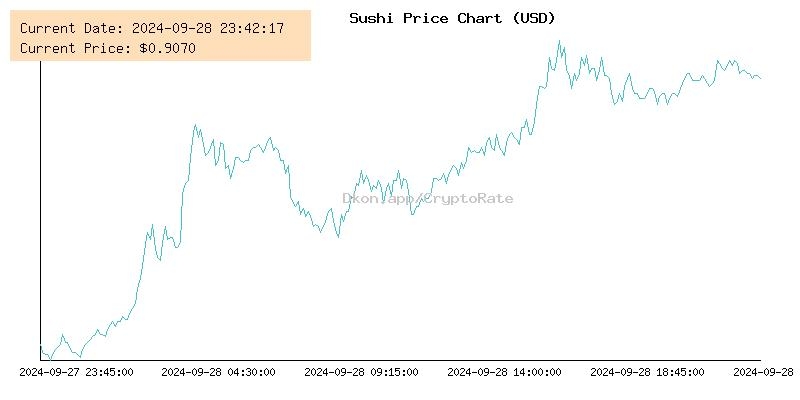 Sushi Price Chart (USD)
Current Date: 2024-09-28 23:42:17
Current Price: $0.9070
Dkon.app/CryptoRate
2024-09-27 23:45:00 2024-09-28 04:30:00 2024-09-28 09:15:00 2024-09-28 14:00:00 2024-09-28 18:45:00 2024-09-28